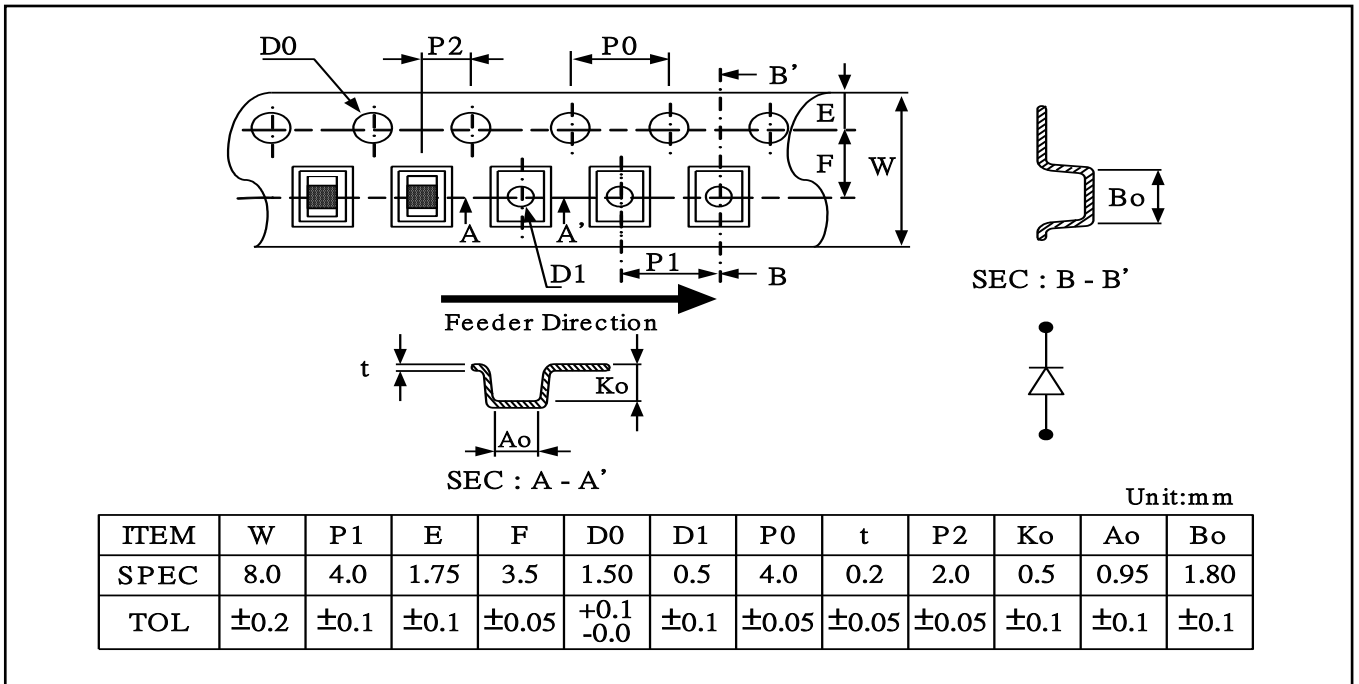 D0
P2
P0
B’
E
F
W
A
A’
D1
P1
B
Bo
SEC : B - B’
Feeder Direction
t
Ko
Ao
SEC : A - A’
Unit:mm
ITEM W P1 E F D0 D1 P0 t P2 Ko Ao Bo
SPEC 8.0 4.0 1.75 3.5 1.50 0.5 4.0 0.2 2.0 0.5 0.95 1.80
TOL ±0.2 ±0.1 ±0.1 ±0.05 +0.1 -0.0 ±0.1 ±0.05 ±0.05 ±0.05 ±0.1 ±0.1 ±0.1